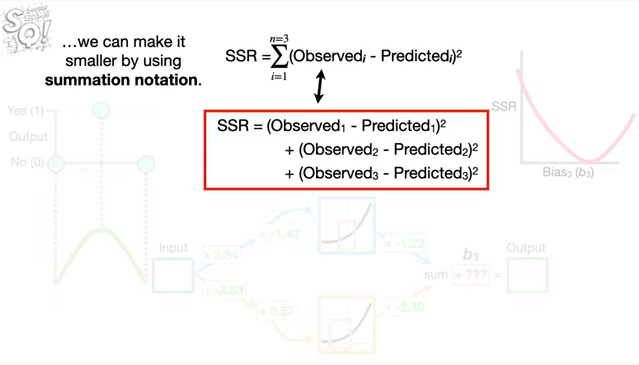 StatQuest!
…we can make it
smaller by using
summation notation.
n=3
SSR = ∑(Observedᵢ - Predictedᵢ)²
i=1
SSR = (Observed₁ - Predicted₁)²
+ (Observed₂ - Predicted₂)²
+ (Observed₃ - Predicted₃)²
SSR
Bias₃ (b₃)
Yes (1)
Output
No (0)
Input
x 3.34
+ -1.43
x -1.22
x -3.53
+ 0.57
x -2.30
b₃
sum + ??? =
Output